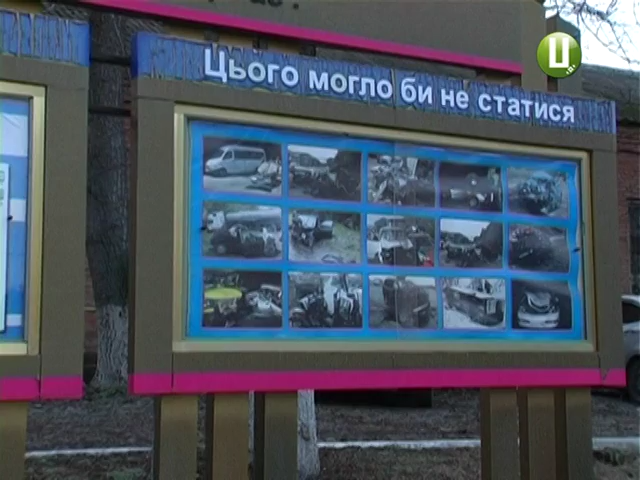 Цього могло би не статися
Ц